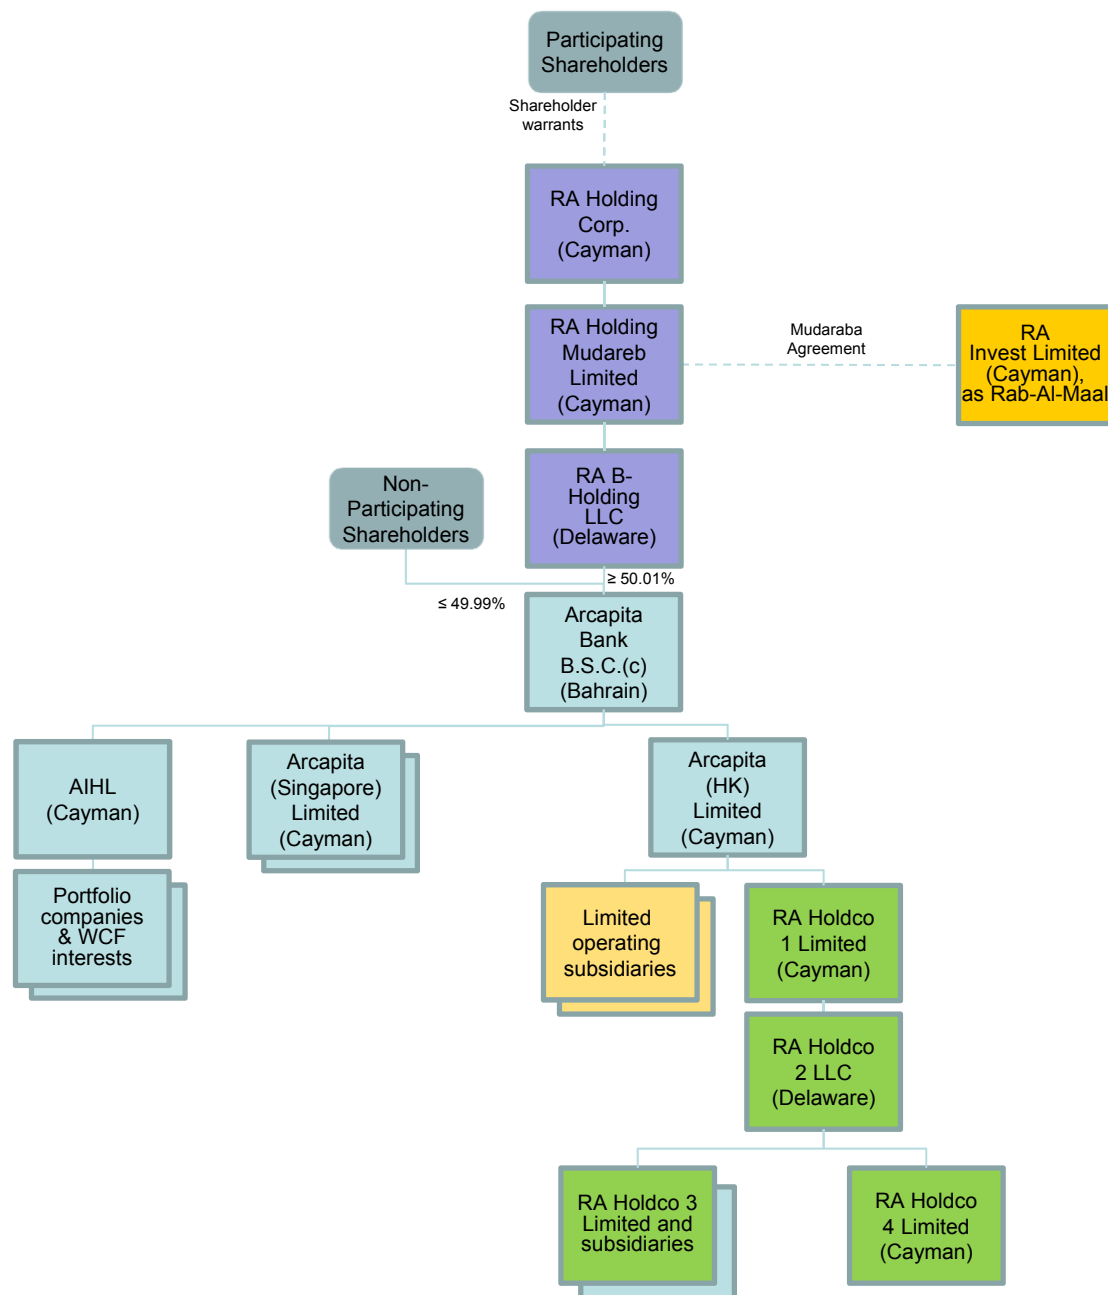 Participating
Shareholders
Shareholder
warrants
RA Holding
Corp.
(Cayman)
RA Holding
Mudareb
Limited
(Cayman)
Mudaraba
Agreement
RA
Invest Limited
(Cayman),
as Rab-Al-Maal
Non-
Participating
Shareholders
RA B-
Holding
LLC
(Delaware)
≥ 50.01%
≤ 49.99%
Arcapita
Bank
B.S.C.(c)
(Bahrain)
AIHL
(Cayman)
Arcapita
(Singapore)
Limited
(Cayman)
Arcapita
(HK)
Limited
(Cayman)
Portfolio
companies
& WCF
interests
Limited
operating
subsidiaries
RA Holdco
1 Limited
(Cayman)
RA Holdco
2 LLC
(Delaware)
RA Holdco 3
Limited and
subsidiaries
RA Holdco
4 Limited
(Cayman)